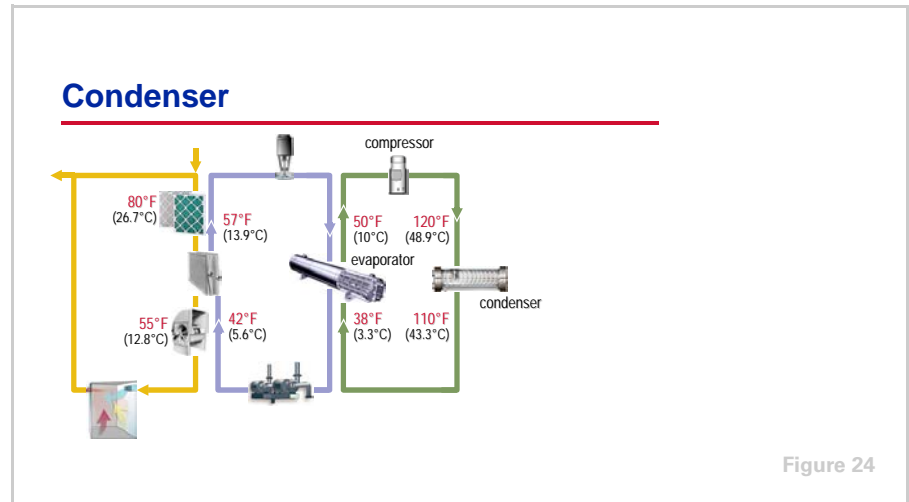 Condenser
compressor
80°F
(26.7°C)
57°F
(13.9°C)
50°F
(10°C)
120°F
(48.9°C)
evaporator
condenser
55°F
(12.8°C)
42°F
(5.6°C)
38°F
(3.3°C)
110°F
(43.3°C)
Figure 24